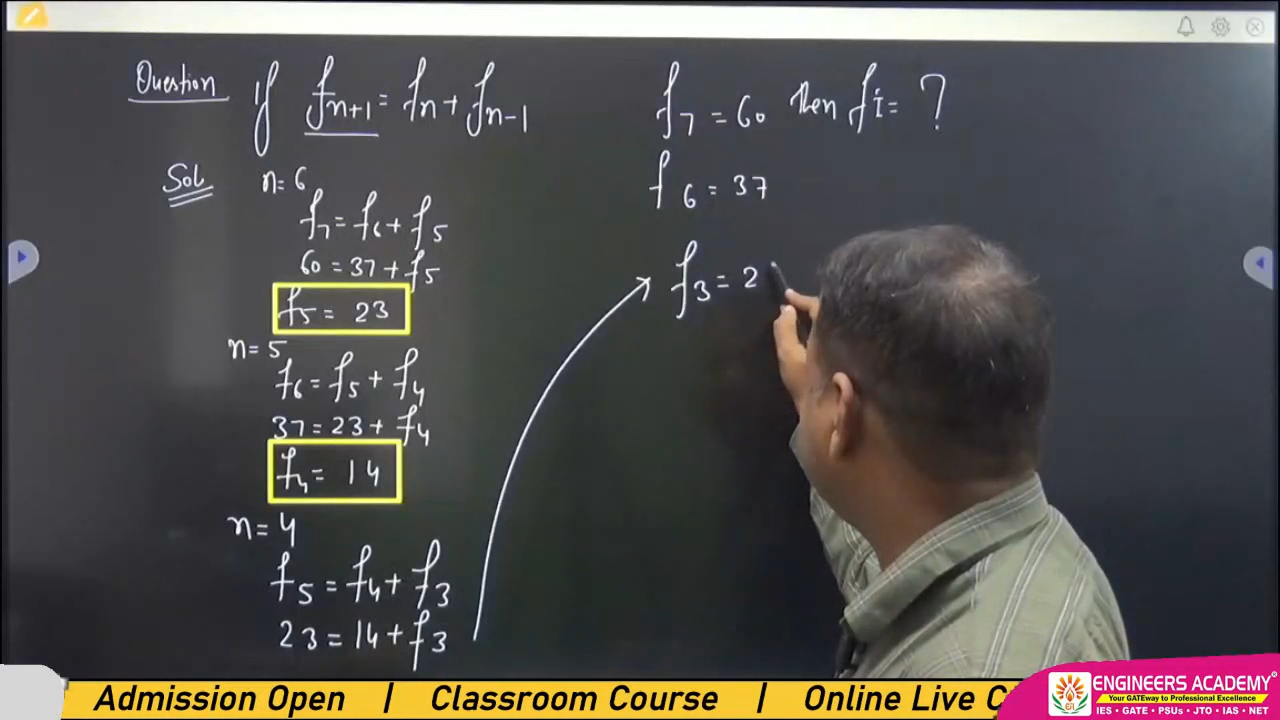 Question If fn+1 = fn + fn-1 f7 = 60 then f1 = ?
Sol n=6 f6 = 37
f7 = f6 + f5
60 = 37 + f5
f5 = 23
n=5
f6 = f5 + f4
37 = 23 + f4
f4 = 14
n=4
f5 = f4 + f3
23 = 14 + f3
f3 = 2
Admission Open | Classroom Course | Online Live C
ENGINEERS ACADEMY
Your GATEway to Professional Excellence
IES • GATE • PSUs • JTO • IAS • NET